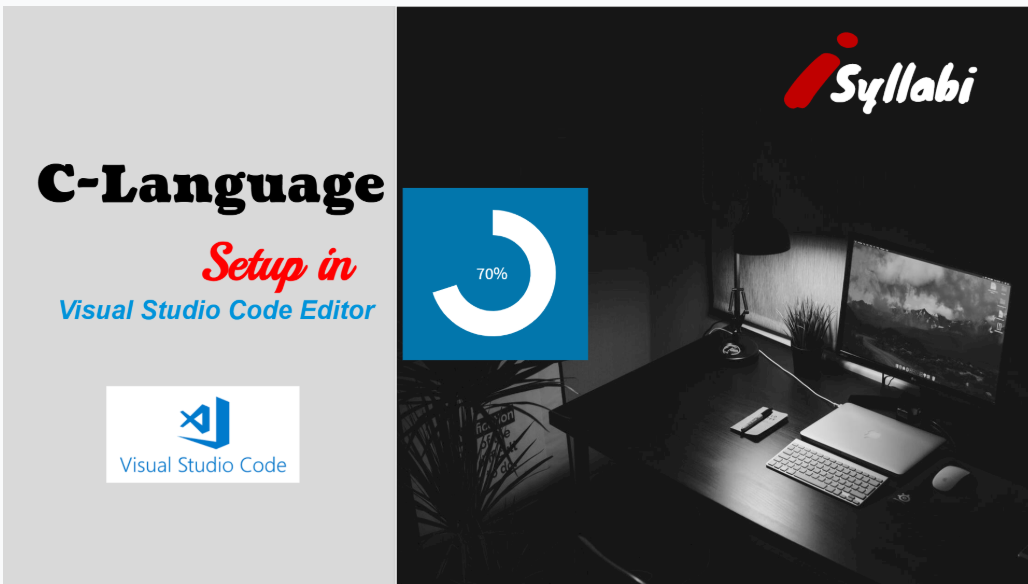 C-Language
Setup in
Visual Studio Code Editor
Visual Studio Code
70%
iSyllabi